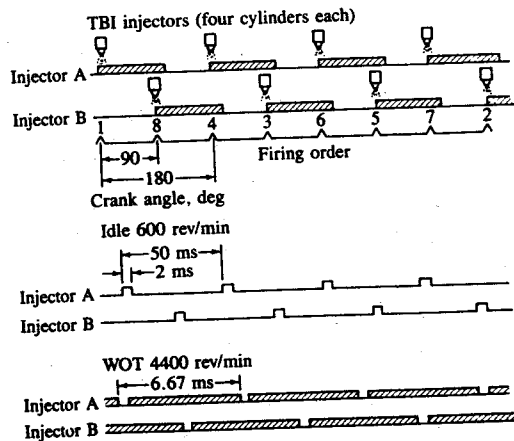 TBI injectors (four cylinders each)
Injector A
Injector B
1 8 4 3 6 5 7 2
90
Firing order
180
Crank angle, deg
Idle 600 rev/min
50 ms
2 ms
Injector A
Injector B
WOT 4400 rev/min
6.67 ms
Injector A
Injector B